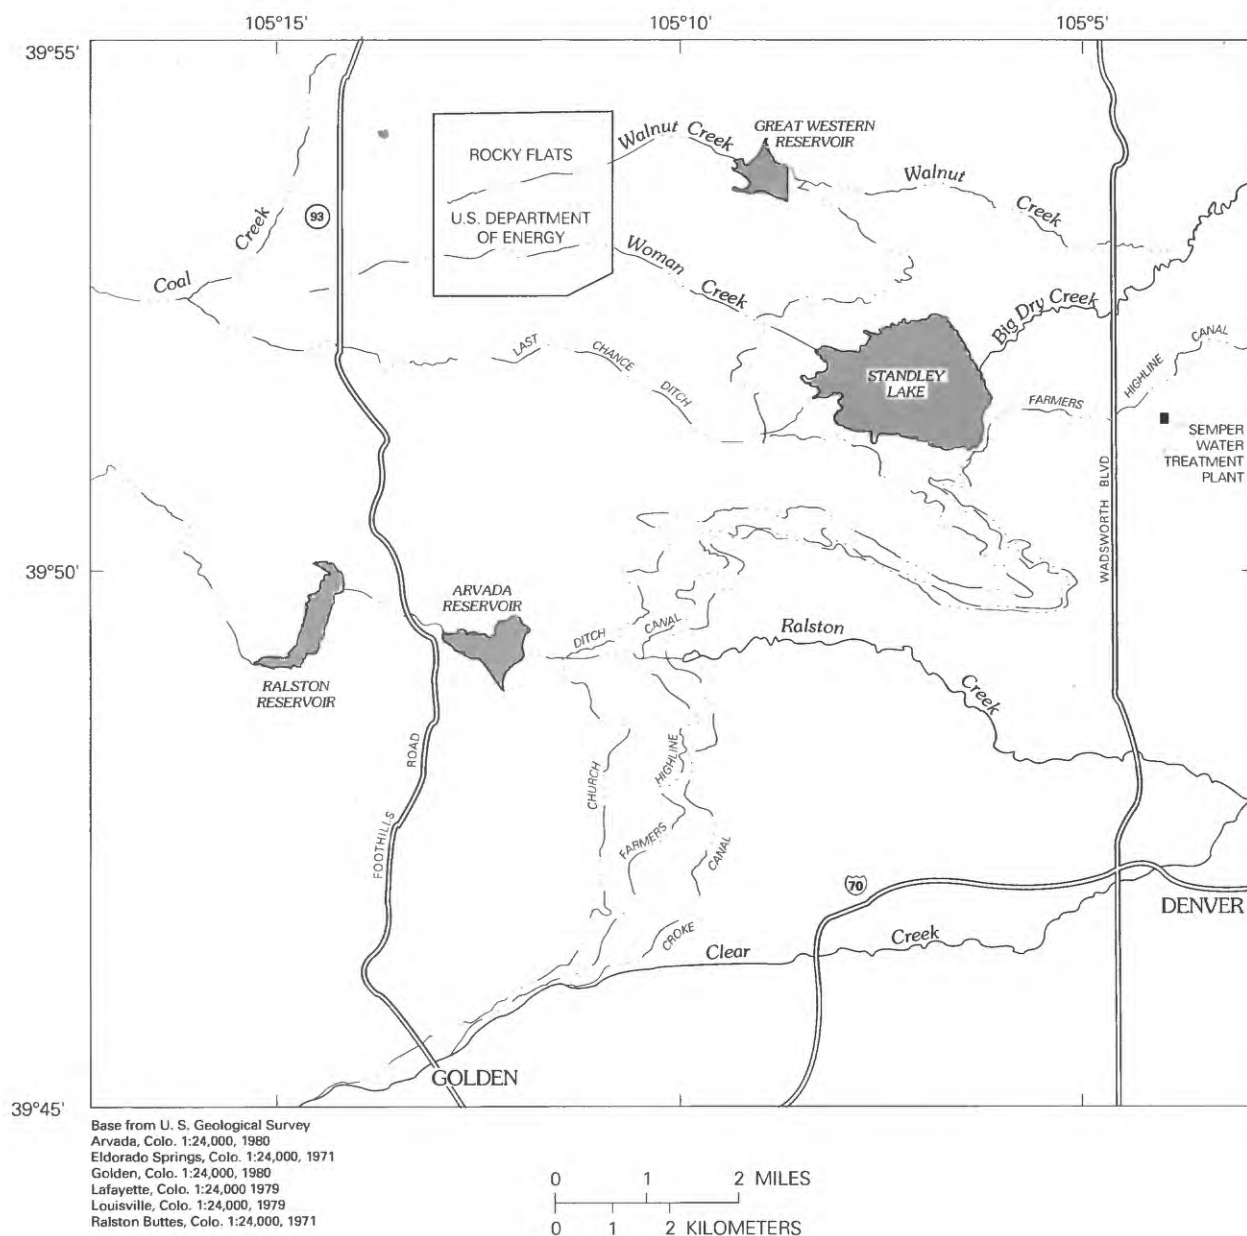 105°15'
105°10'
105°5'
39°55'
GREAT WESTERN
RESERVOIR
Walnut Creek
ROCKY FLATS
Walnut
Creek
93
Creek
U.S. DEPARTMENT
OF ENERGY
Woman
Creek
Coal
Big Dry Creek
LAST
CHANCE
DITCH
STANDLEY
LAKE
FARMERS
HIGHLINE
CANAL
SEMPER
WATER
TREATMENT
PLANT
WADSWORTH BLVD
39°50'
ARVADA
RESERVOIR
DITCH
CANAL
Ralston
Creek
RALSTON
RESERVOIR
FOOTHILLS
ROAD
CHURCH
HIGHLINE
FARMERS
CANAL
70
DENVER
CROKE
Clear
Creek
GOLDEN
39°45'
Base from U. S. Geological Survey
Arvada, Colo. 1:24,000, 1980
Eldorado Springs, Colo. 1:24,000, 1971
Golden, Colo. 1:24,000, 1980
Lafayette, Colo. 1:24,000 1979
Louisville, Colo. 1:24,000, 1979
Ralston Buttes, Colo. 1:24,000, 1971
0 1 2 MILES
0 1 2 KILOMETERS